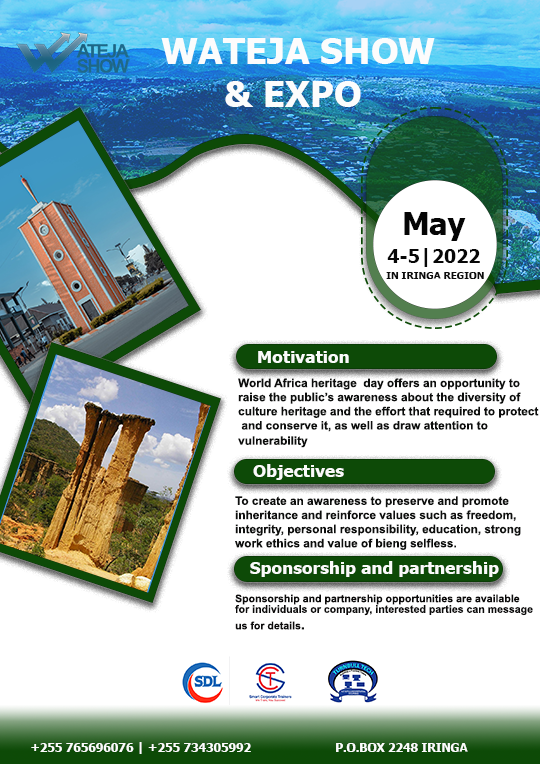 WATEJA
SHOW
WATEJA SHOW
& EXPO
May
4-5|2022
IN IRINGA REGION
Motivation
World Africa heritage day offers an opportunity to
raise the public's awareness about the diversity of
culture heritage and the effort that required to protect
and conserve it, as well as draw attention to
vulnerability
Objectives
To create an awareness to preserve and promote
inheritance and reinforce values such as freedom,
integrity, personal responsibility, education, strong
work ethics and value of bieng selfless.
Sponsorship and partnership
Sponsorship and partnership opportunities are available
for individuals or company, interested parties can message
us for details.
SDL
Smart Corporate Trainers
TURNBULL TECH
+255 765696076 | +255 734305992
P.O.BOX 2248 IRINGA